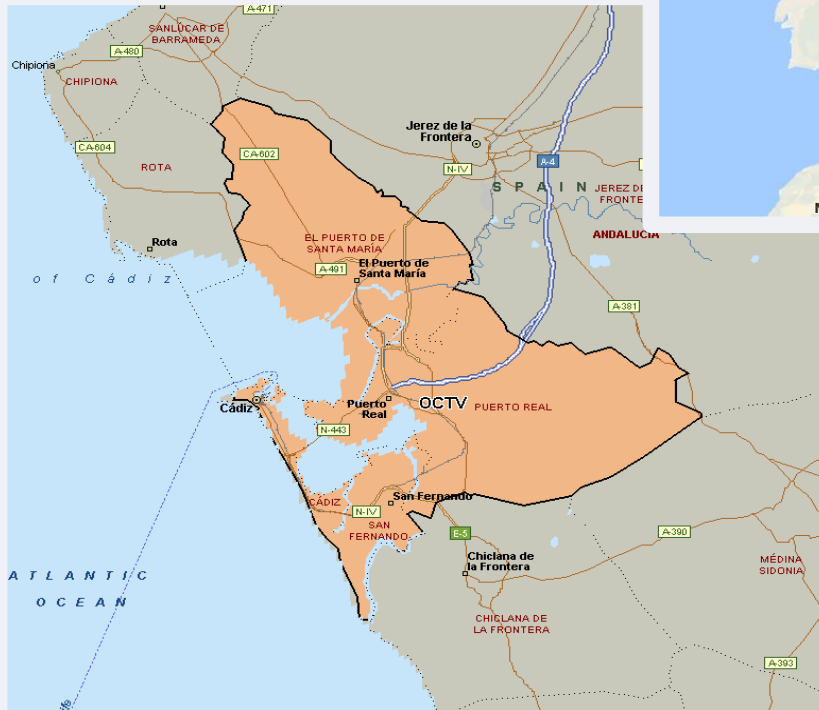 A-471
SANLÚCAR DE
BARRAMEDA
A-480
Chipiona
CHIPIONA
Jerez de la
Frontera
CA-604
CA-602
ROTA
N-IV
A-4
SPAIN
JEREZ DE
FRONTE
ANDALUCÍA
Rota
EL PUERTO DE
SANTA MARÍA
El Puerto de
Santa María
A-491
of Cádiz
A-381
Puerto
Real
OCTV
PUERTO REAL
Cádiz
N-443
CÁDIZ
San Fernando
N-IV
SAN
FERNANDO
E-5
A-390
Chiclana de
la Frontera
MÉDINA
SIDONIA
ATLANTIC
OCEAN
CHICLANA DE
LA FRONTERA
A-393